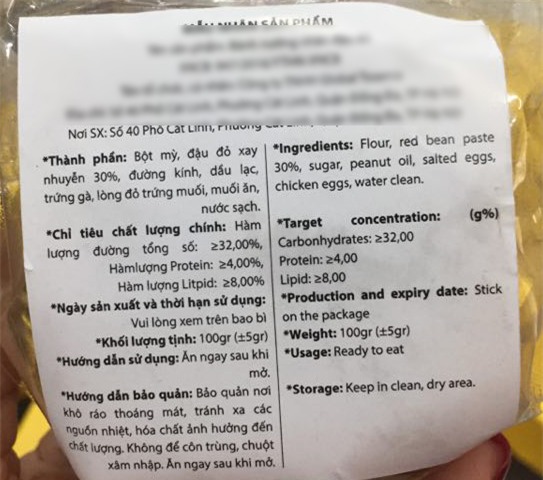 MẪU NHÃN SẢN PHẨM
Nơi SX: Số 40 Phố Cát Linh, Phường
*Thành phần: Bột mỳ, đậu đỏ xay
nhuyễn 30%, đường kính, dầu lạc,
trứng gà, lòng đỏ trứng muối, muối ăn,
nước sạch.
*Chỉ tiêu chất lượng chính: Hàm
lượng đường tổng số: ≥32,00%,
Hàmlượng Protein: ≥4,00%,
Hàm lượng Litpid: ≥8,00%
*Ngày sản xuất và thời hạn sử dụng:
Vui lòng xem trên bao bì
*Khối lượng tịnh: 100gr (±5gr)
*Hướng dẫn sử dụng: Ăn ngay sau khi
mở.
*Hướng dẫn bảo quản: Bảo quản nơi
khô ráo thoáng mát, tránh xa các
nguồn nhiệt, hóa chất ảnh hưởng đến
chất lượng. Không để côn trùng, chuột
xâm nhập. Ăn ngay sau khi mở.
*Ingredients: Flour, red bean paste
30%, sugar, peanut oil, salted eggs,
chicken eggs, water clean.
*Target concentration: (g%)
Carbonhydrates: ≥32,00
Protein: ≥4,00
Lipid: ≥8,00
*Production and expiry date: Stick
on the package
*Weight: 100gr (±5gr)
*Usage: Ready to eat
*Storage: Keep in clean, dry area.